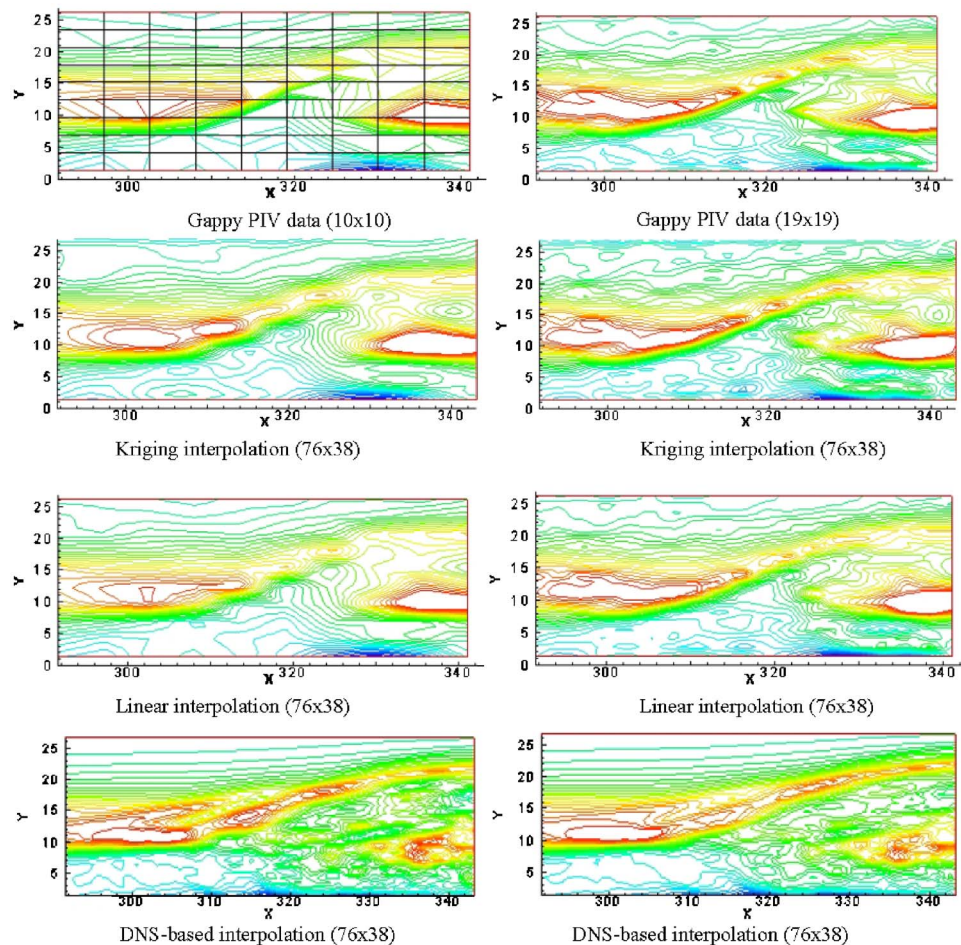 25
20
15
10
5
0
Y
300 320 340
X
Gappy PIV data (10x10)
25
20
15
10
5
0
Y
300 320 340
X
Gappy PIV data (19x19)
25
20
15
10
5
0
Y
300 320 340
X
Kriging interpolation (76x38)
25
20
15
10
5
0
Y
300 320 340
X
Kriging interpolation (76x38)
25
20
15
10
5
0
Y
300 320 340
X
Linear interpolation (76x38)
25
20
15
10
5
0
Y
300 320 340
X
Linear interpolation (76x38)
25
20
15
10
5
Y
300 310 320 330 340
X
DNS-based interpolation (76x38)
25
20
15
10
5
Y
300 310 320 330 340
X
DNS-based interpolation (76x38)